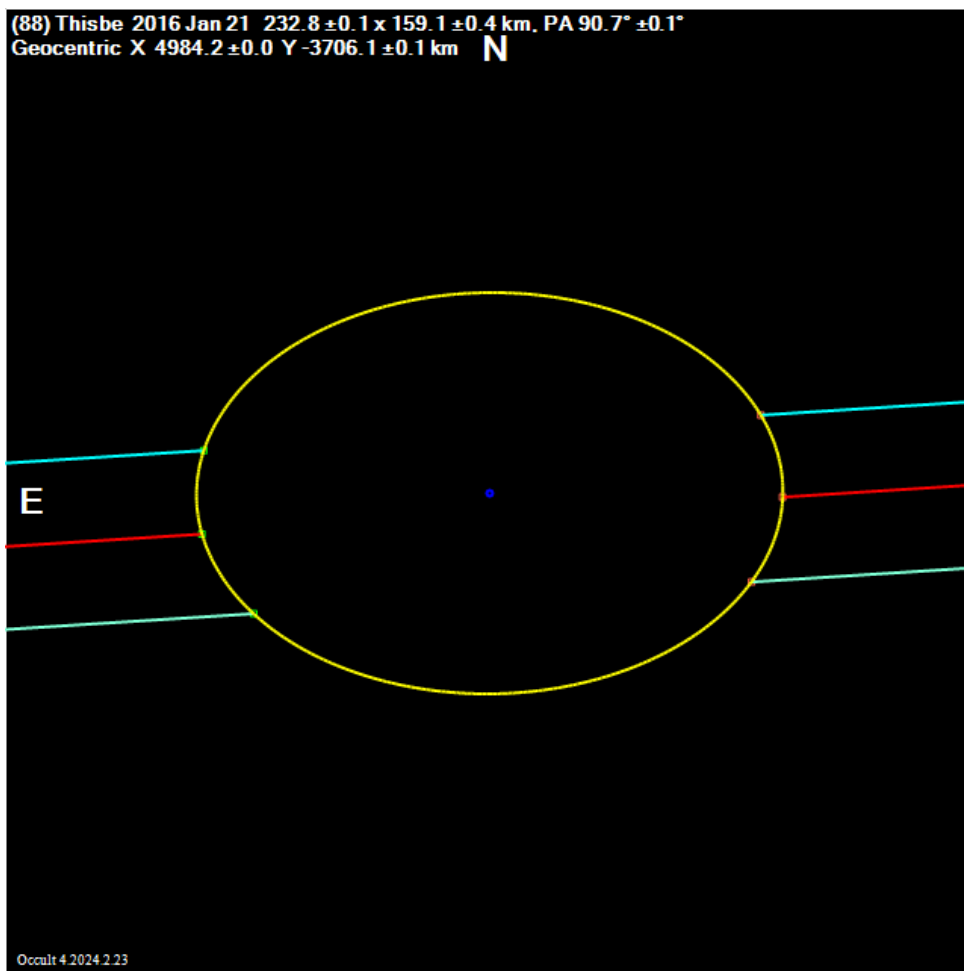 (88) Thisbe 2016 Jan 21 232.8 ±0.1 x 159.1 ±0.4 km, PA 90.7° ±0.1°
Geocentric X 4984.2 ±0.0 Y -3706.1 ±0.1 km
N
E
Occult 4.2024.2.23